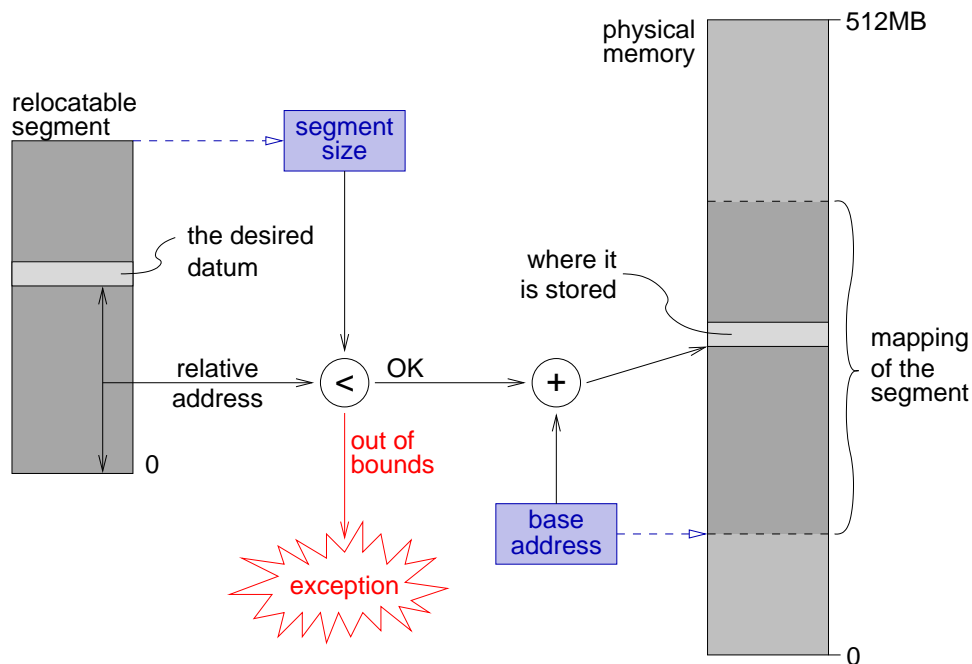 physical
memory
512MB
relocatable
segment
segment
size
the desired
datum
where it
is stored
mapping
of the
segment
relative
address
<
OK
+
0
out of
bounds
base
address
exception
0